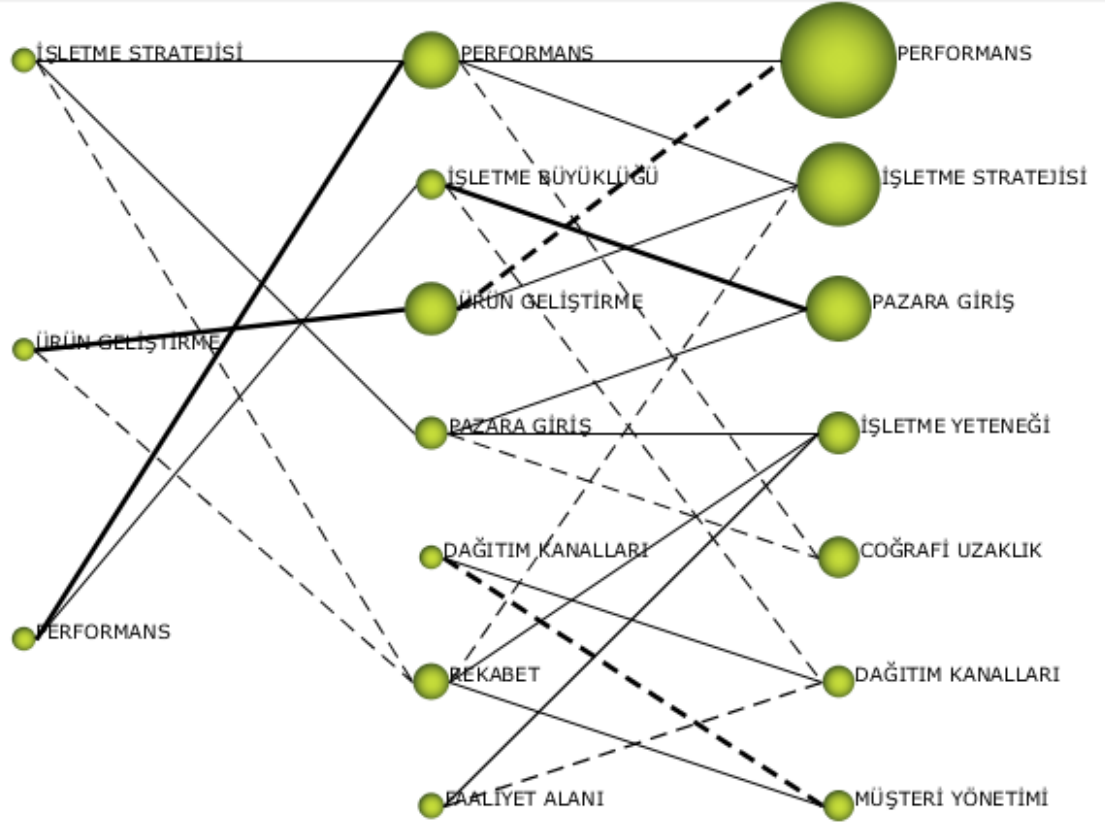 İŞLETME STRATEJİSİ
ÜRÜN GELİŞTİRME
PERFORMANS
PERFORMANS
İŞLETME BÜYÜKLÜĞÜ
ÜRÜN GELİŞTİRME
PAZARA GİRİŞ
DAĞITIM KANALLARI
REKABET
FAALİYET ALANI
PERFORMANS
İŞLETME STRATEJİSİ
PAZARA GİRİŞ
İŞLETME YETENEĞİ
COĞRAFİ UZAKLIK
DAĞITIM KANALLARI
MÜŞTERİ YÖNETİMİ